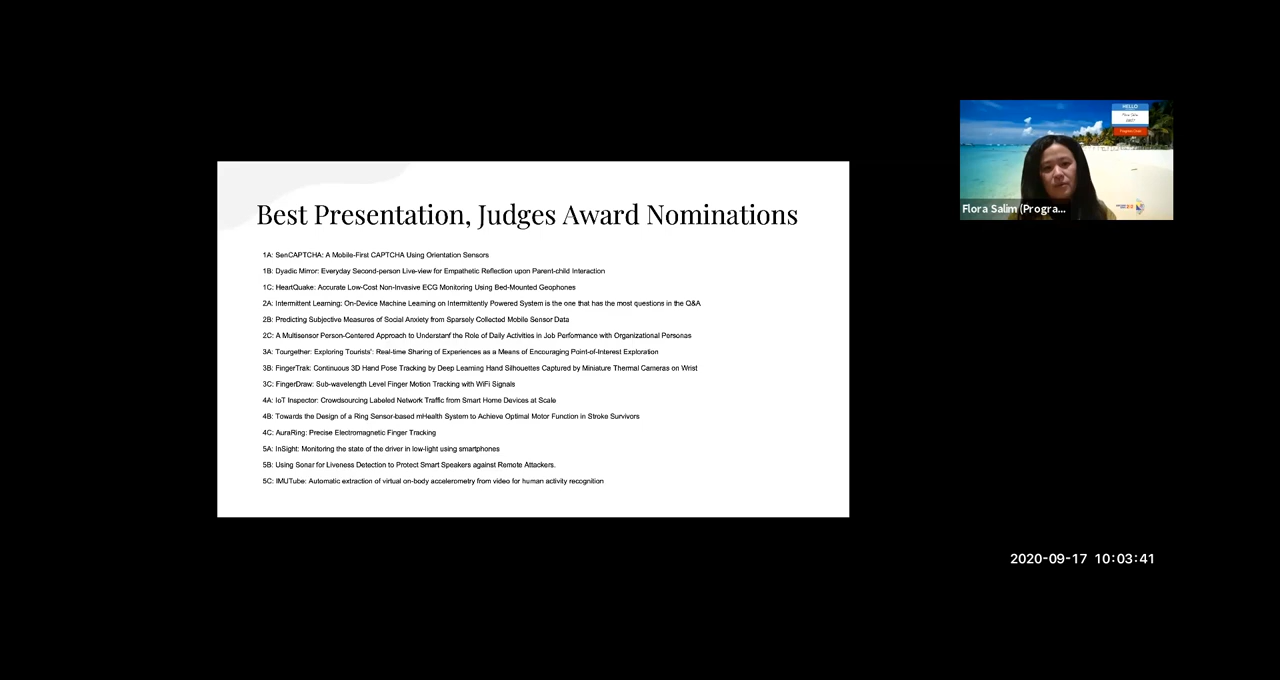 Best Presentation, Judges Award Nominations
1A: SenCAPTCHA: A Mobile-First CAPTCHA Using Orientation Sensors
1B: Dyadic Mirror: Everyday Second-person Live-view for Empathetic Reflection upon Parent-child Interaction
1C: HeartQuake: Accurate Low-Cost Non-Invasive ECG Monitoring Using Bed-Mounted Geophones
2A: Intermittent Learning: On-Device Machine Learning on Intermittently Powered System is the one that has the most questions in the Q&A
2B: Predicting Subjective Measures of Social Anxiety from Sparsely Collected Mobile Sensor Data
2C: A Multisensor Person-Centered Approach to Understanf the Role of Daily Activities in Job Performance with Organizational Personas
3A: Tourgether: Exploring Tourists': Real-time Sharing of Experiences as a Means of Encouraging Point-of-Interest Exploration
3B: FingerTrak: Continuous 3D Hand Pose Tracking by Deep Learning Hand Silhouettes Captured by Miniature Thermal Cameras on Wrist
3C: FingerDraw: Sub-wavelength Level Finger Motion Tracking with WiFi Signals
4A: IoT Inspector: Crowdsourcing Labeled Network Traffic from Smart Home Devices at Scale
4B: Towards the Design of a Ring Sensor-based mHealth System to Achieve Optimal Motor Function in Stroke Survivors
4C: AuraRing: Precise Electromagnetic Finger Tracking
5A: InSight: Monitoring the state of the driver in low-light using smartphones
5B: Using Sonar for Liveness Detection to Protect Smart Speakers against Remote Attackers.
5C: IMUTube: Automatic extraction of virtual on-body accelerometry from video for human activity recognition
HELLO
Flora Salim (Progra...
2020-09-17 10:03:41